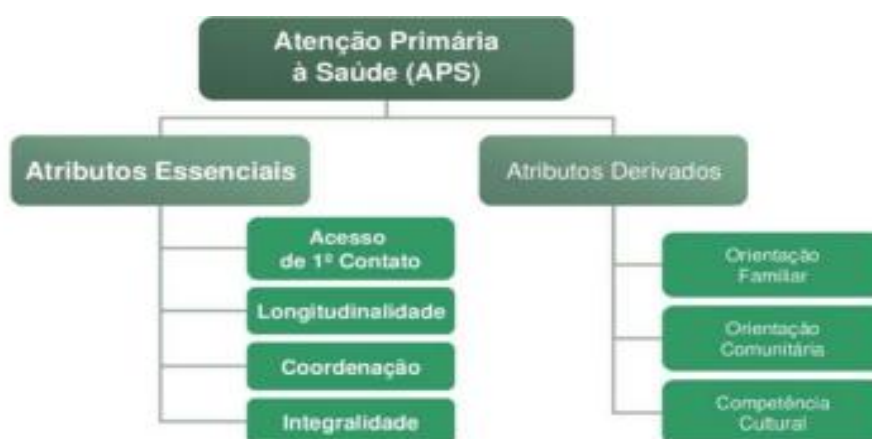 Atenção Primária
à Saúde (APS)
Atributos Essenciais
Acesso
de 1º Contato
Longitudinalidade
Coordenação
Integralidade
Atributos Derivados
Orientação
Familiar
Orientação
Comunitária
Competência
Cultural